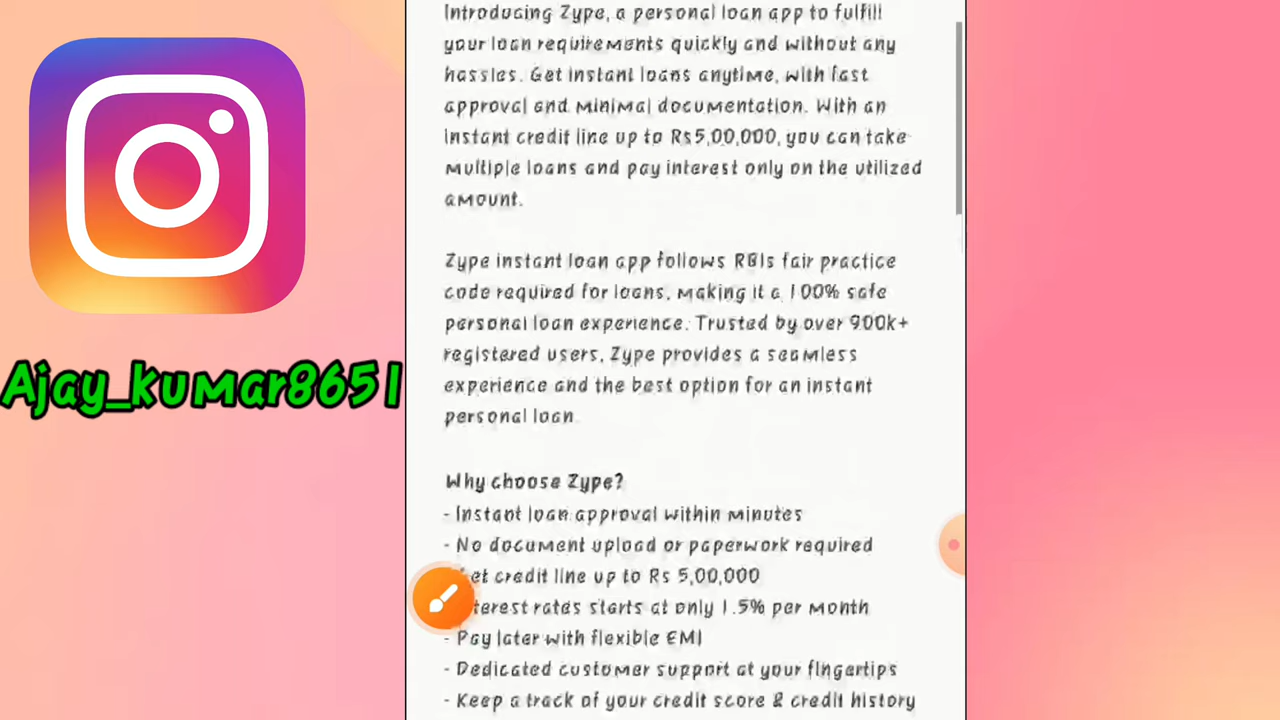 Ajay_kumar8651
Introducing Zype, a personal loan app to fulfill
your loan requirements quickly and without any
hassles. Get instant loans anytime, with fast
approval and minimal documentation. With an
instant credit line up to Rs5,00,000, you can take
multiple loans and pay interest only on the utilized
amount.
Zype instant loan app follows RBIs fair practice
code required for loans, making it a 100% safe
personal loan experience. Trusted by over 900k+
registered users, Zype provides a seamless
experience and the best option for an instant
personal loan.
Why choose Zype?
- Instant loan approval within minutes
- No document upload or paperwork required
et credit line up to Rs 5,00,000
terest rates starts at only 1.5% per month
- Pay later with flexible EMI
- Dedicated customer support at your fingertips
- Keep a track of your credit score & credit history